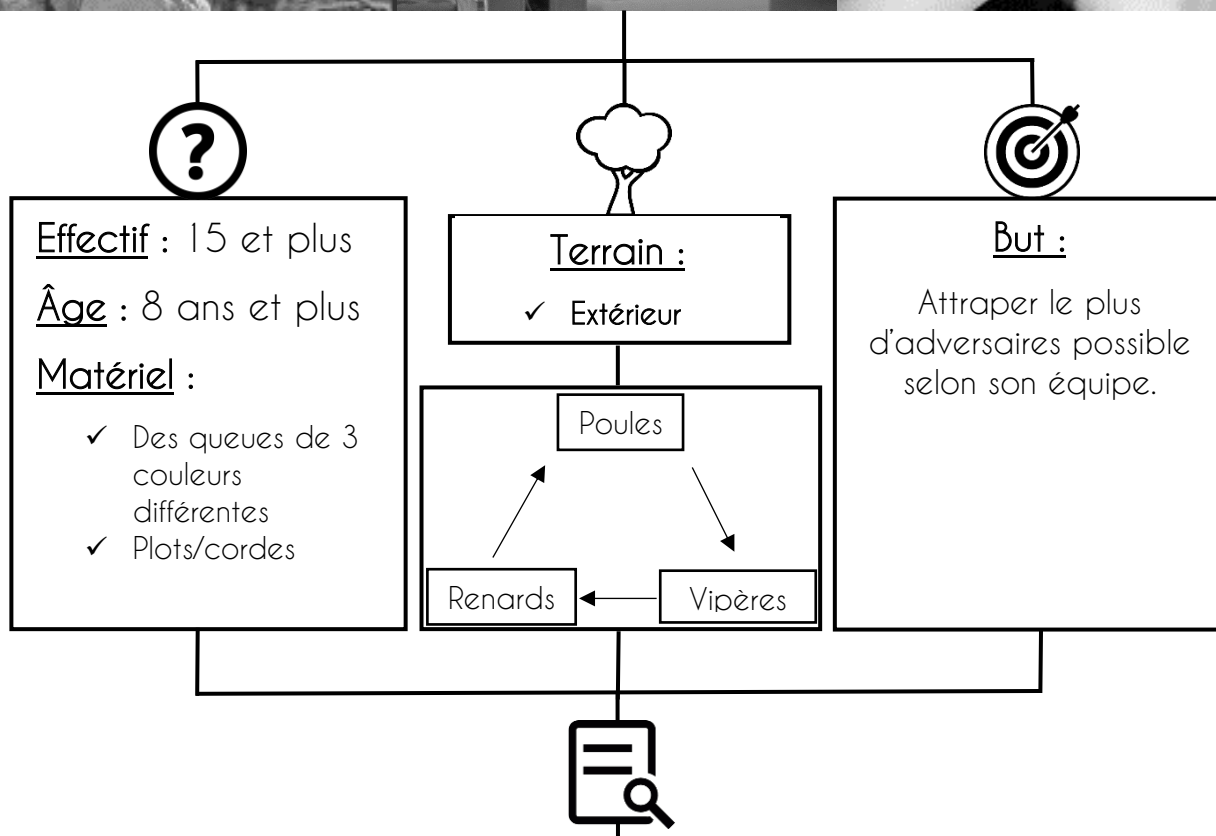 ?
Effectif : 15 et plus
Âge : 8 ans et plus
Matériel :
✓ Des queues de 3
couleurs
différentes
✓ Plots/cordes
Terrain :
✓ Extérieur
Poules
Renards
Vipères
But :
Attraper le plus
d'adversaires possible
selon son équipe.